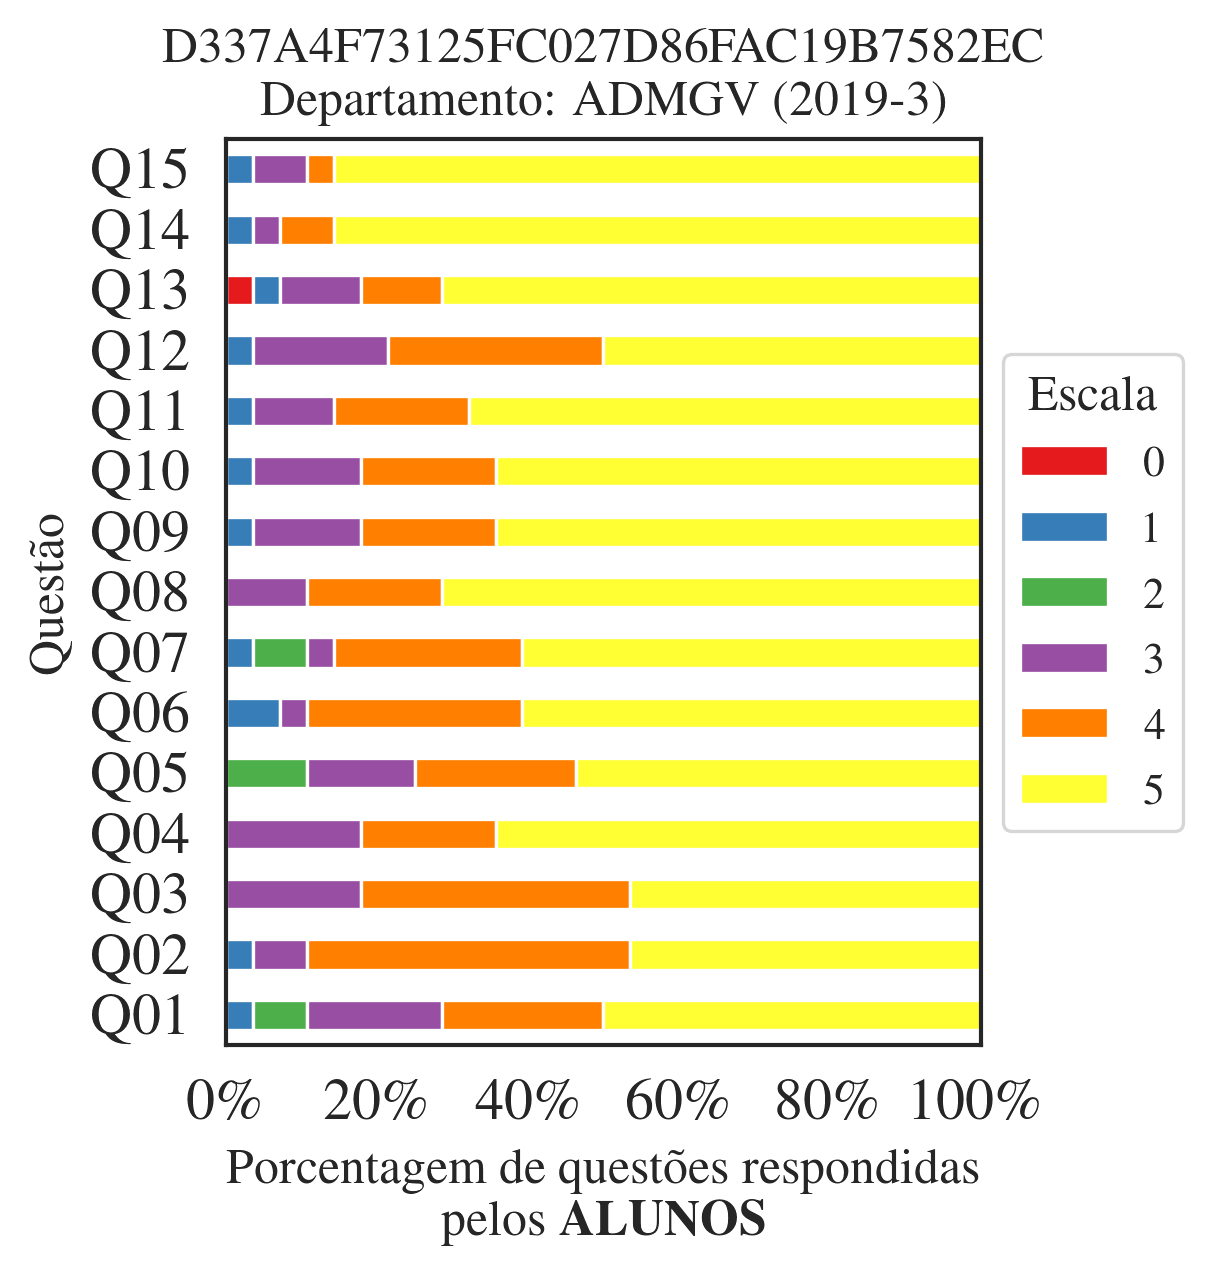 D337A4F73125FC027D86FAC19B7582EC
Departamento: ADMGV (2019-3)
Questão
Q15
Q14
Q13
Q12
Q11
Q10
Q09
Q08
Q07
Q06
Q05
Q04
Q03
Q02
Q01
0% 20% 40% 60% 80% 100%
Porcentagem de questões respondidas
pelos ALUNOS
Escala
0
1
2
3
4
5